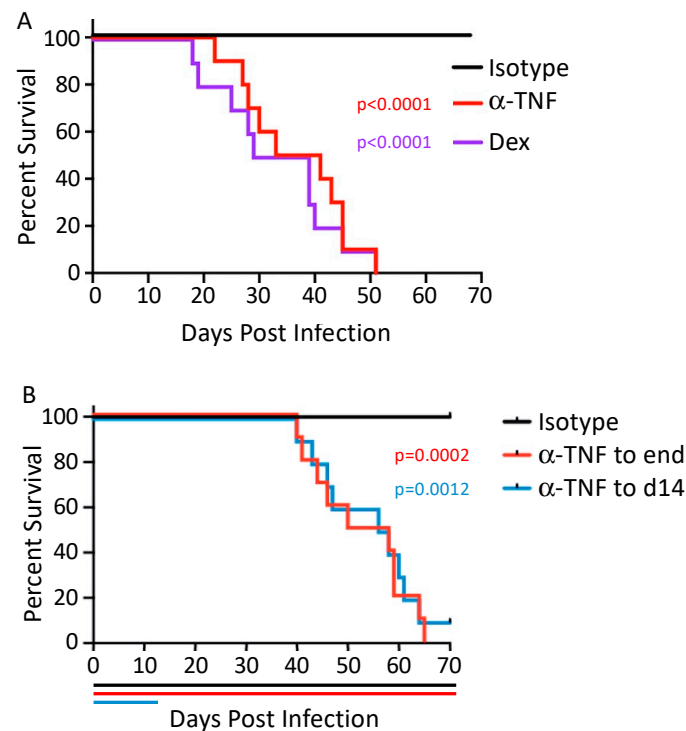 A
100
80
60
40
20
0
Percent Survival
0 10 20 30 40 50 60 70
Days Post Infection
Isotype
α-TNF
Dex
p<0.0001
p<0.0001
B
100
80
60
40
20
0
Percent Survival
0 10 20 30 40 50 60 70
Days Post Infection
Isotype
α-TNF to end
α-TNF to d14
p=0.0002
p=0.0012